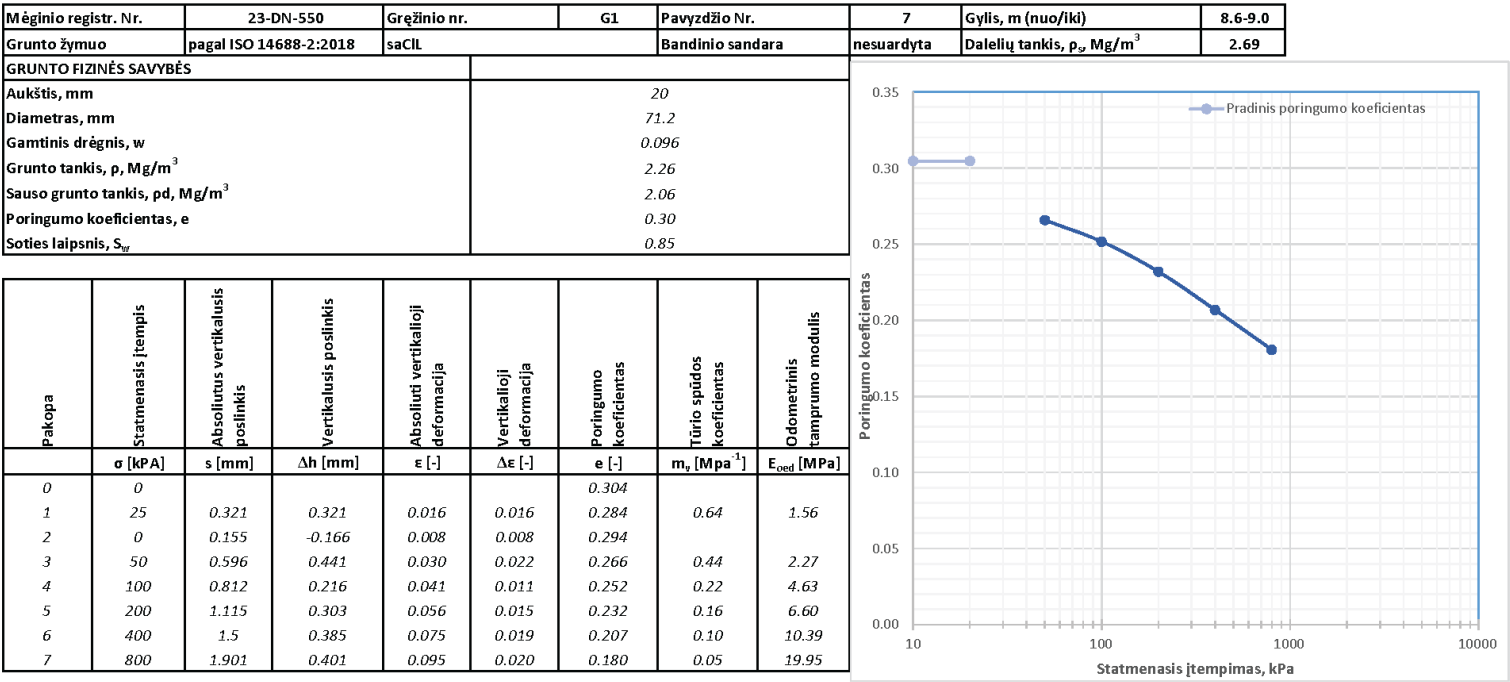 Mėginio registr. Nr. 23-DN-550 Gręžinio nr. G1 Pavyzdžio Nr. 7 Gylis, m (nuo/iki) 8.6-9.0
Grunto žymuo pagal ISO 14688-2:2018 saClL Bandinio sandara nesuardyta Dalelių tankis, ρs, Mg/m3 2.69
GRUNTO FIZINĖS SAVYBĖS
Aukštis, mm 20
Diametras, mm 71.2
Gamtinis drėgnis, w 0.096
Grunto tankis, ρ, Mg/m3 2.26
Sauso grunto tankis, ρd, Mg/m3 2.06
Poringumo koeficientas, e 0.30
Soties laipsnis, Sw 0.85
Pakopa
Statmenasis įtempis
Absoliutus vertikalusis
poslinkis
Vertikalusis poslinkis
Absoliuti vertikalioji
deformacija
Vertikalioji
deformacija
Poringumo
koeficientas
Tūrio spūdos
koeficientas
Odometrinis
tamprumo modulis
σ [kPA] s [mm] Δh [mm] ε [-] Δε [-] e [-] mv [Mpa-1] Eoed [MPa]
0 0 0.304
1 25 0.321 0.321 0.016 0.016 0.284 0.64 1.56
2 0 0.155 -0.166 0.008 0.008 0.294
3 50 0.596 0.441 0.030 0.022 0.266 0.44 2.27
4 100 0.812 0.216 0.041 0.011 0.252 0.22 4.63
5 200 1.115 0.303 0.056 0.015 0.232 0.16 6.60
6 400 1.5 0.385 0.075 0.019 0.207 0.10 10.39
7 800 1.901 0.401 0.095 0.020 0.180 0.05 19.95
Pradinis poringumo koeficientas
Poringumo koeficientas
0.35
0.30
0.25
0.20
0.15
0.10
0.05
0.00
10 100 1000 10000
Statmenasis įtempimas, kPa